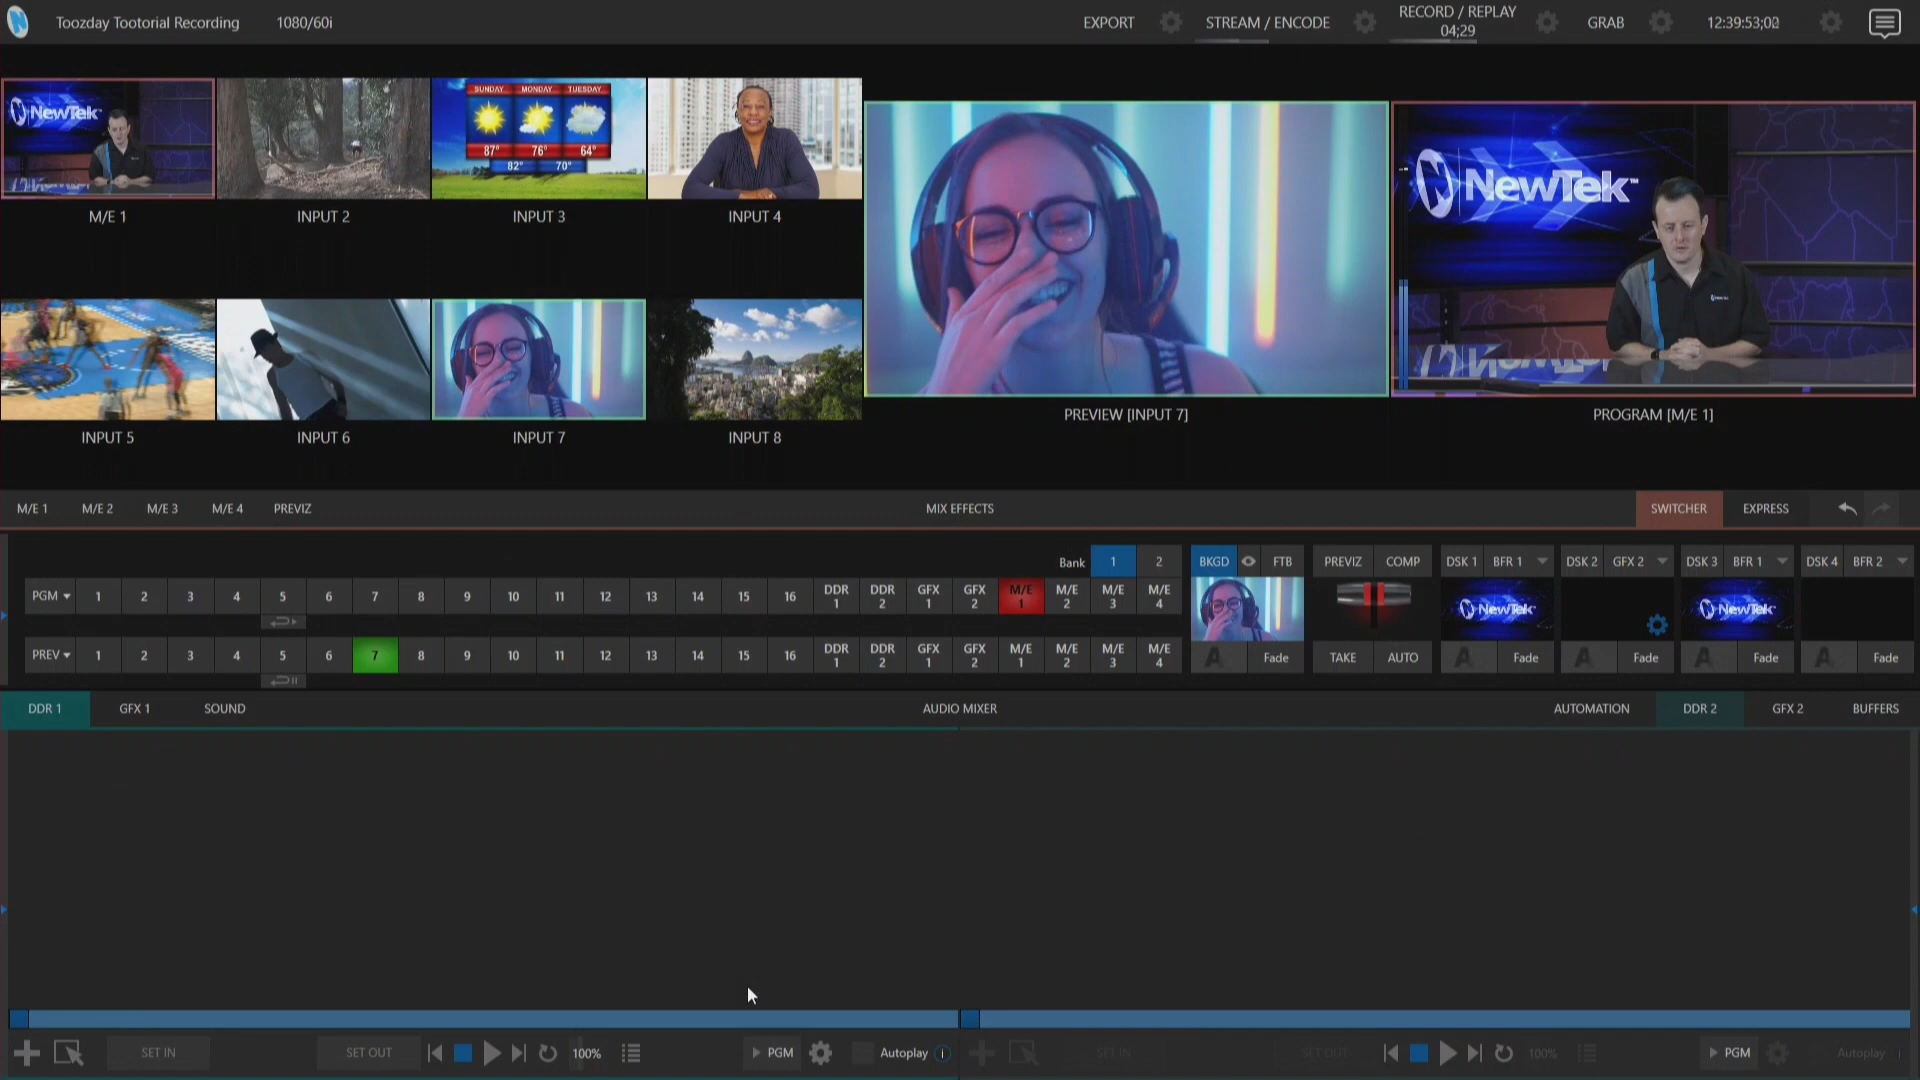 Toozday Tootorial Recording 1080/60i EXPORT STREAM / ENCODE RECORD / REPLAY GRAB
04;29
NewTek
SUNDAY MONDAY TUESDAY
87° 76° 64°
82° 70°
NewTek™
M/E 1 INPUT 2 INPUT 3 INPUT 4
INPUT 5 INPUT 6 INPUT 7 INPUT 8
PREVIEW [INPUT 7] PROGRAM [M/E 1]
M/E 1 M/E 2 M/E 3 M/E 4 PREVIZ MIX EFFECTS SWITCHER EXPRESS
Bank 1 2 BKGD FTB PREVIZ COMP DSK 1 BFR 1 DSK 2 GFX 2 DSK 3 BFR 1 DSK 4 BFR 2
PGM 1 2 3 4 5 6 7 8 9 10 11 12 13 14 15 16 DDR 1 DDR 2 GFX 1 GFX 2 M/E 1 M/E 2 M/E 3 M/E 4
NewTek NewTek
PREV 1 2 3 4 5 6 7 8 9 10 11 12 13 14 15 16 DDR 1 DDR 2 GFX 1 GFX 2 M/E 1 M/E 2 M/E 3 M/E 4
A Fade TAKE AUTO A Fade A Fade A Fade A Fade
DDR 1 GFX 1 SOUND AUDIO MIXER AUTOMATION DDR 2 GFX 2 BUFFERS
SET IN SET OUT 100% PGM Autoplay i SET IN SET OUT 100% PGM Autoplay